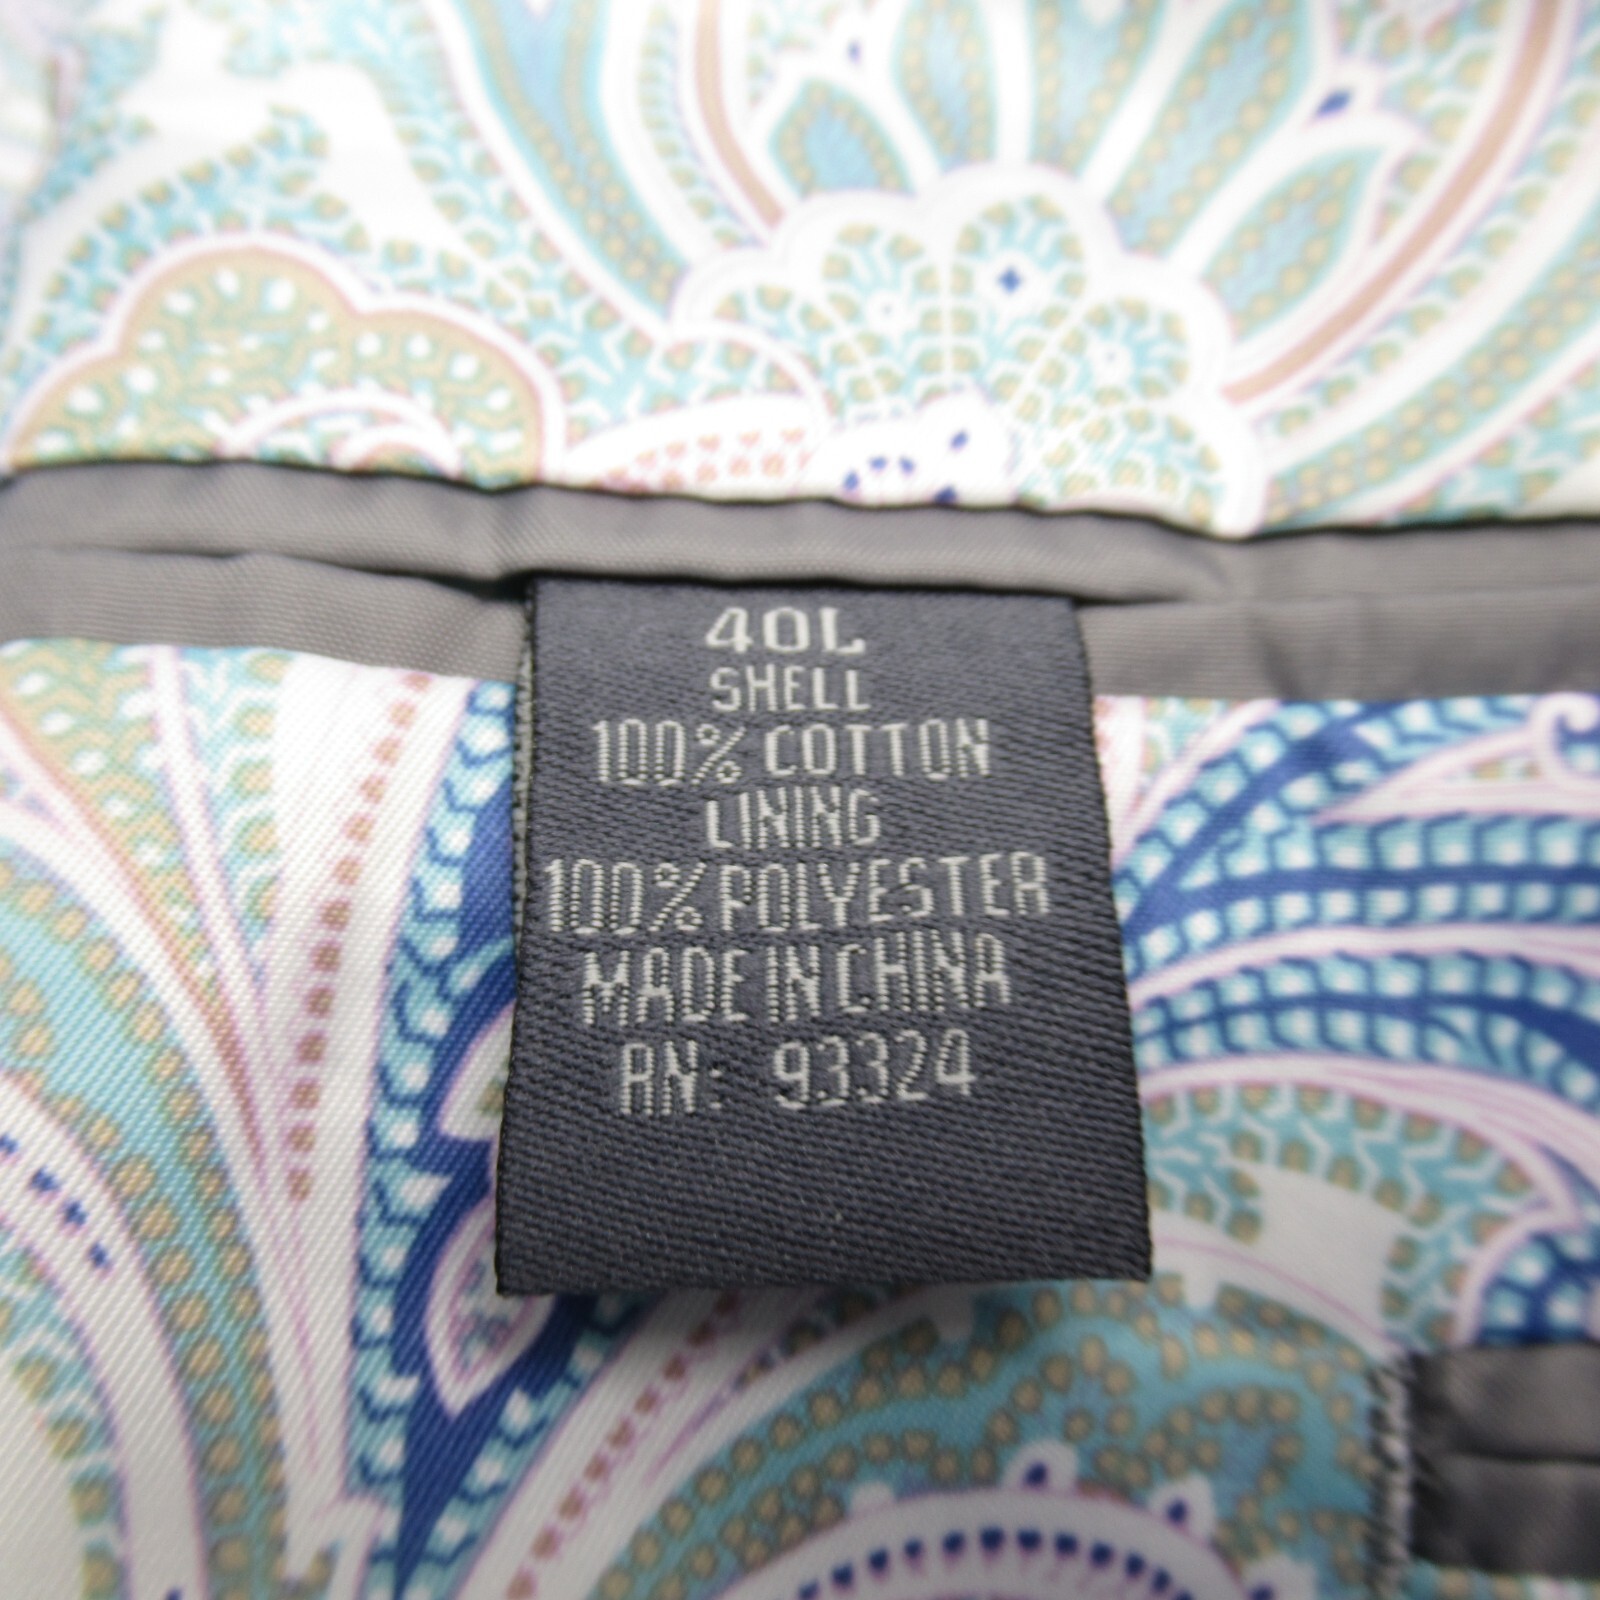 40L
SHELL
100% COTTON
LINING
100% POLYESTER
MADE IN CHINA
RN: 93324